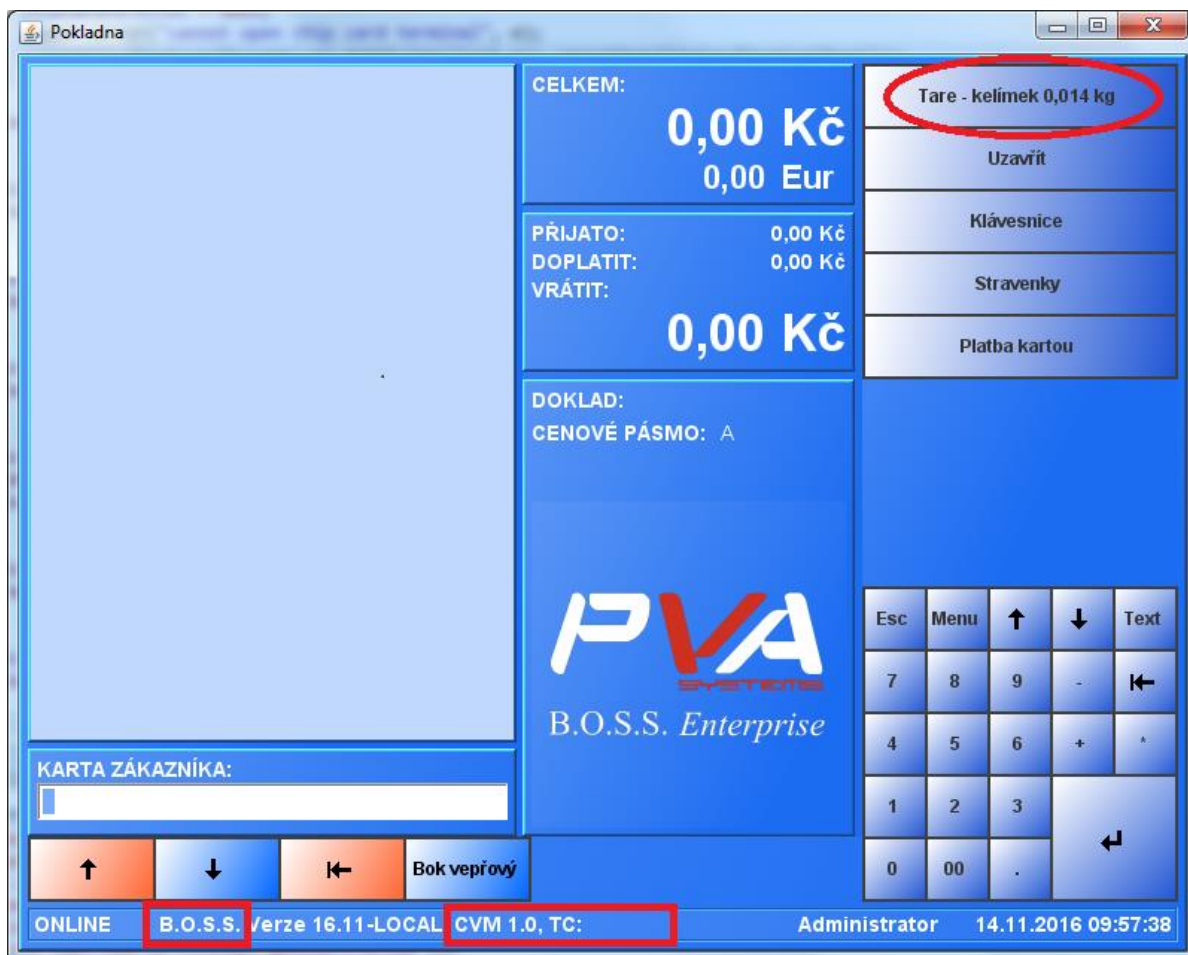 Pokladna
CELKEM:
0,00 Kč
0,00 Eur
PŘIJATO: 0,00 Kč
DOPLATIT: 0,00 Kč
VRÁTIT:
0,00 Kč
DOKLAD:
CENOVÉ PÁSMO: A
PVA
SYSTEMS
B.O.S.S. Enterprise
Tare - kelímek 0,014 kg
Uzavřít
Klávesnice
Stravenky
Platba kartou
Esc Menu ↑ ↓ Text
7 8 9 -
4 5 6 + *
1 2 3
0 00 .
KARTA ZÁKAZNÍKA:
Bok vepřový
ONLINE B.O.S.S. Verze 16.11-LOCAL CVM 1.0, TC: Administrator 14.11.2016 09:57:38